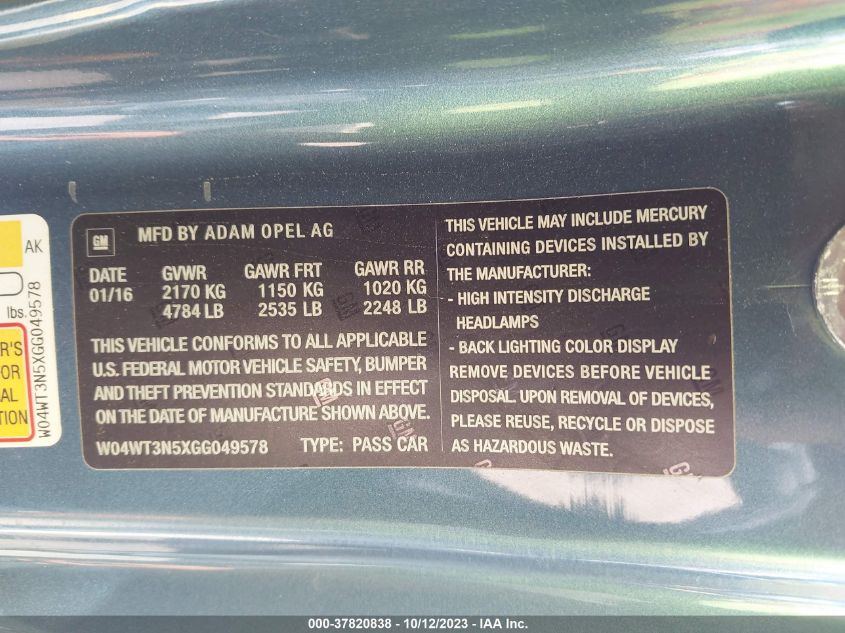 GM MFD BY ADAM OPEL AG
DATE GVWR GAWR FRT GAWR RR
01/16 2170 KG 1150 KG 1020 KG
4784 LB 2535 LB 2248 LB
THIS VEHICLE CONFORMS TO ALL APPLICABLE
U.S. FEDERAL MOTOR VEHICLE SAFETY, BUMPER
AND THEFT PREVENTION STANDARDS IN EFFECT
ON THE DATE OF MANUFACTURE SHOWN ABOVE.
W04WT3N5XGG049578 TYPE: PASS CAR
THIS VEHICLE MAY INCLUDE MERCURY
CONTAINING DEVICES INSTALLED BY
THE MANUFACTURER:
- HIGH INTENSITY DISCHARGE
HEADLAMPS
- BACK LIGHTING COLOR DISPLAY
REMOVE DEVICES BEFORE VEHICLE
DISPOSAL. UPON REMOVAL OF DEVICES,
PLEASE REUSE, RECYCLE OR DISPOSE
AS HAZARDOUS WASTE.
AK
lbs.
W04WT3N5XGG049578
ER'S
FOR
AL
TION
000-37820838 - 10/12/2023 - IAA Inc.